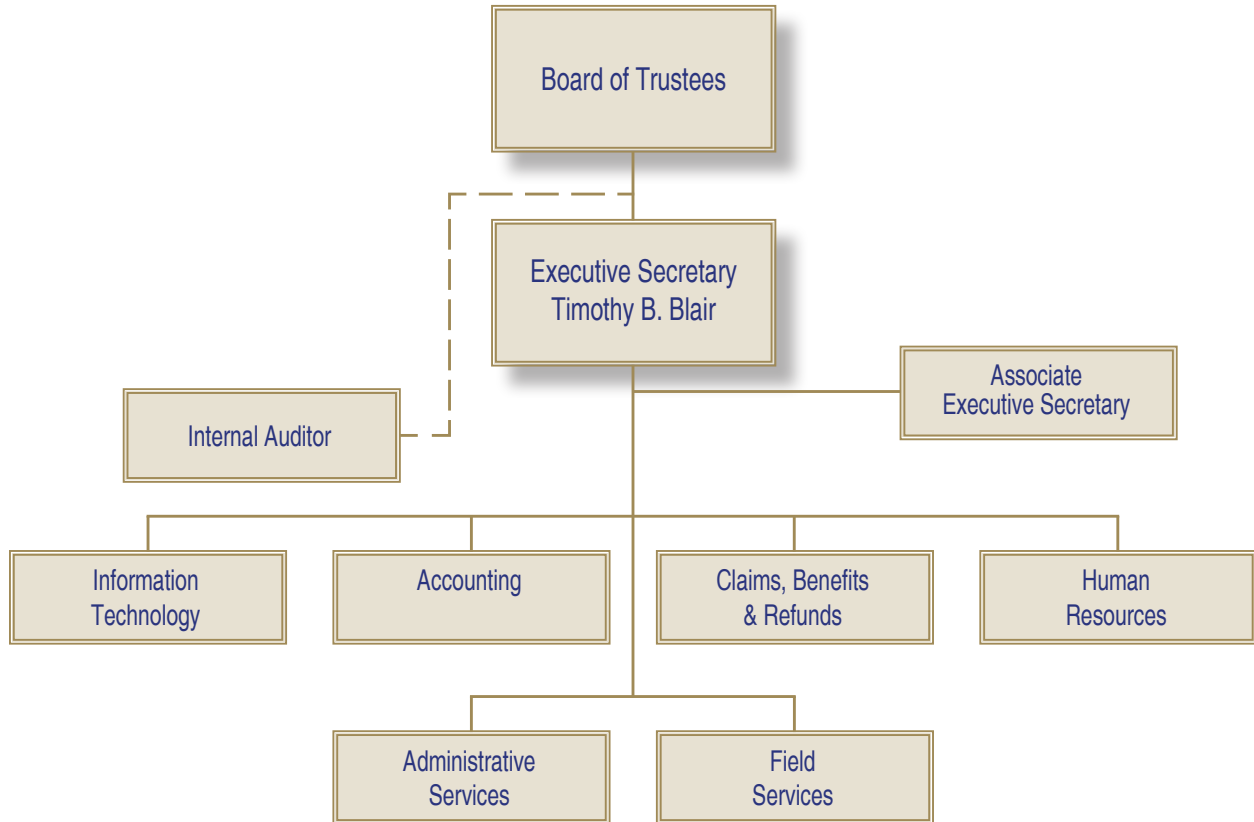 Board of Trustees
Executive Secretary
Timothy B. Blair
Associate
Executive Secretary
Internal Auditor
Information
Technology
Accounting
Claims, Benefits
& Refunds
Human
Resources
Administrative
Services
Field
Services